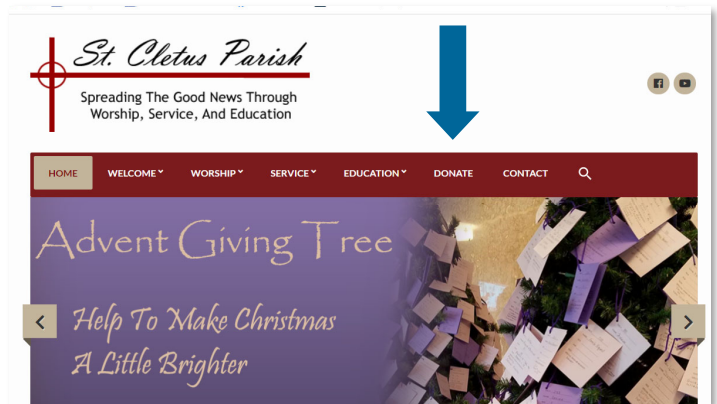 St. Cletus Parish
Spreading The Good News Through
Worship, Service, And Education
HOME WELCOME WORSHIP SERVICE EDUCATION DONATE CONTACT
Advent Giving Tree
Help To Make Christmas
A Little Brighter